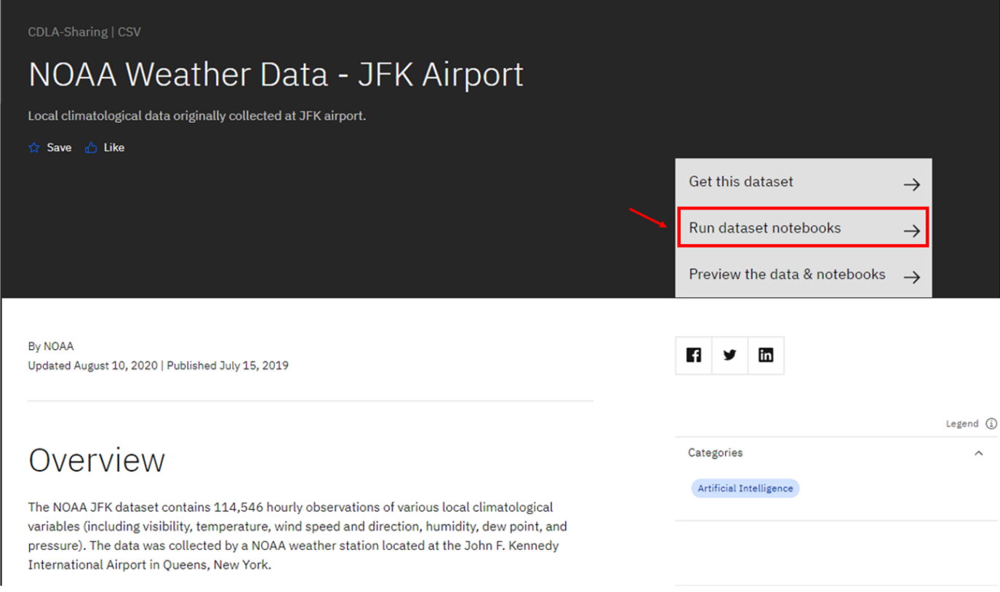 CDLA-Sharing | CSV
NOAA Weather Data - JFK Airport
Local climatological data originally collected at JFK airport.
Save Like
Get this dataset
Run dataset notebooks
Preview the data & notebooks
By NOAA
Updated August 10, 2020 | Published July 15, 2019
Legend
Categories
Artificial Intelligence
Overview
The NOAA JFK dataset contains 114,546 hourly observations of various local climatological
variables (including visibility, temperature, wind speed and direction, humidity, dew point, and
pressure). The data was collected by a NOAA weather station located at the John F. Kennedy
International Airport in Queens, New York.